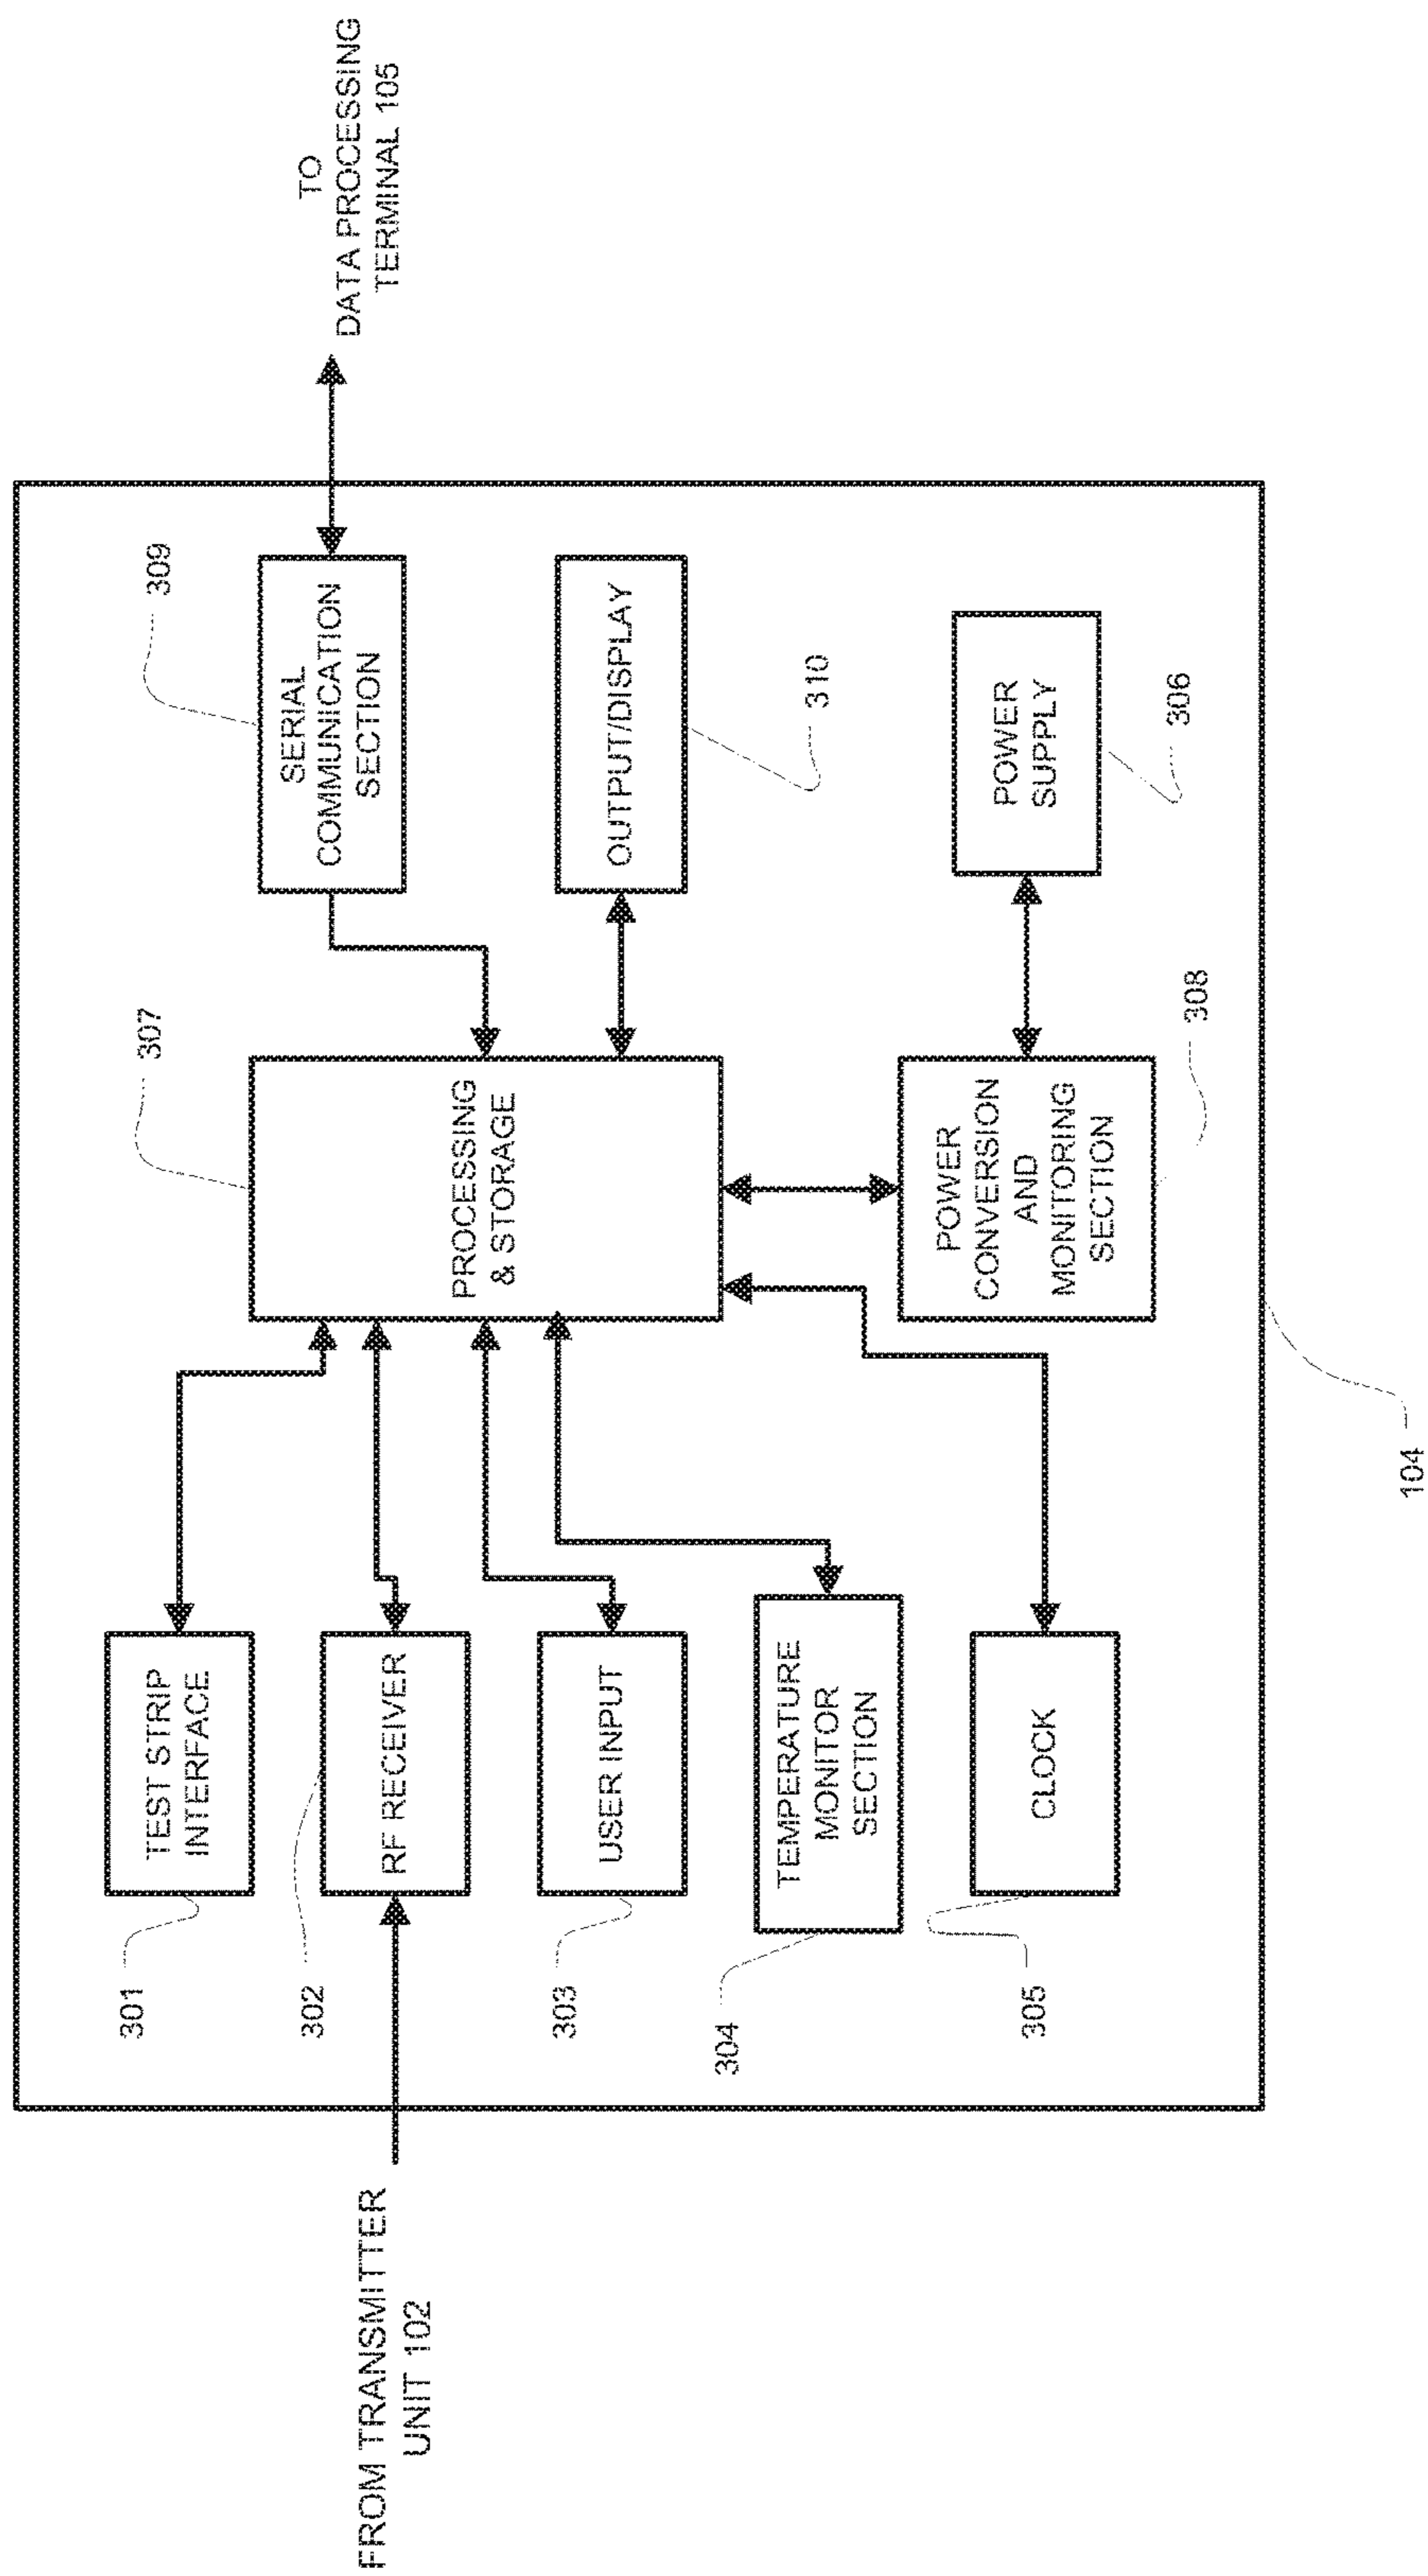 TO
DATA PROCESSING
TERMINAL 105
309
SERIAL
COMMUNICATION
SECTION
OUTPUT/DISPLAY
310
POWER
SUPPLY
306
307
PROCESSING
& STORAGE
POWER
CONVERSION
AND
MONITORING
SECTION
308
TEST STRIP
INTERFACE
301
RF RECEIVER
302
USER INPUT
303
TEMPERATURE
MONITOR
SECTION
304
CLOCK
305
104
FROM TRANSMITTER
UNIT 102